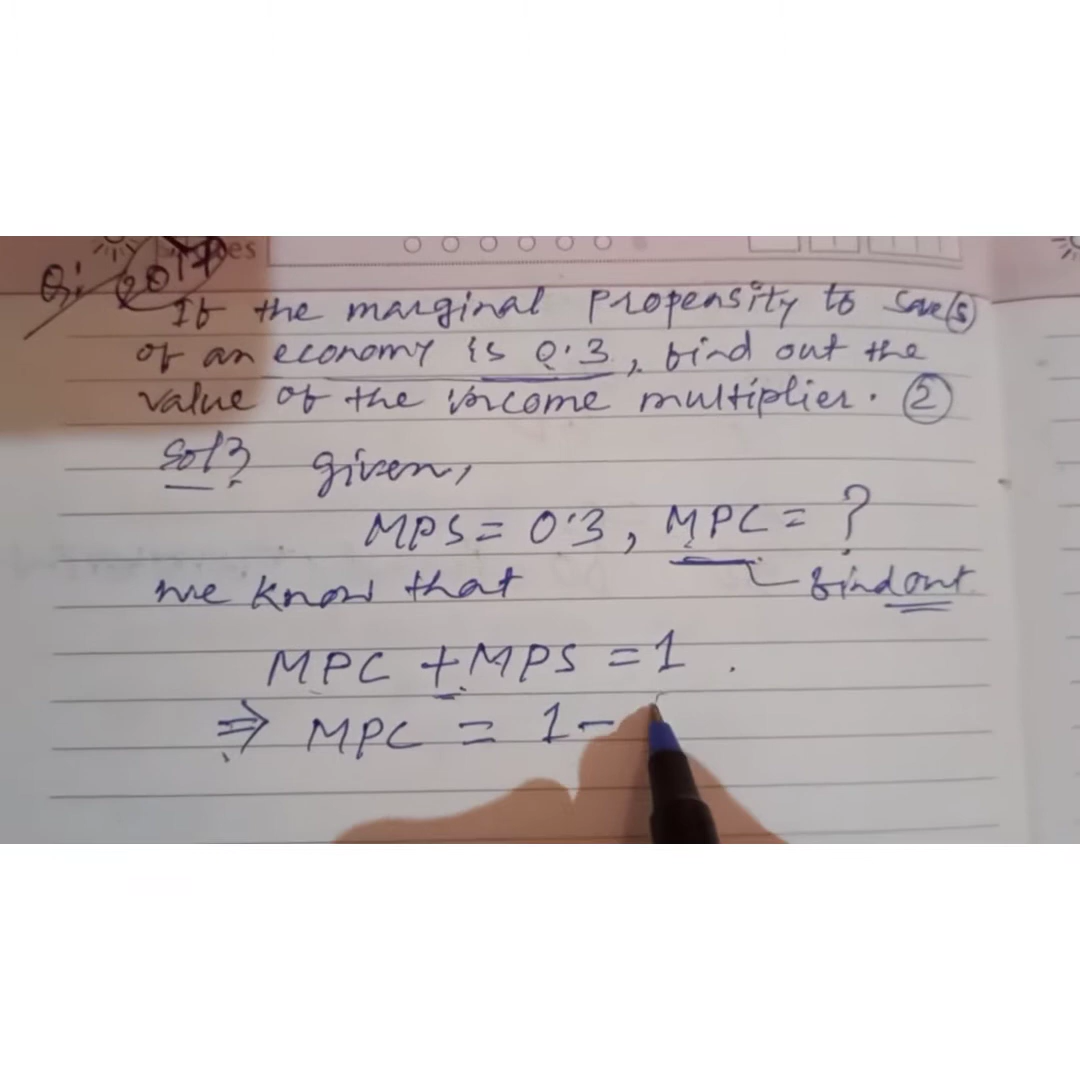 Q: 2017
If the marginal propensity to save(s)
of an economy is 0.3, find out the
value of the income multiplier. 2
Soln. given,
MPS = 0.3, MPC = ?
we know that find out.
MPC + MPS = 1 .
⇒ MPC = 1 -